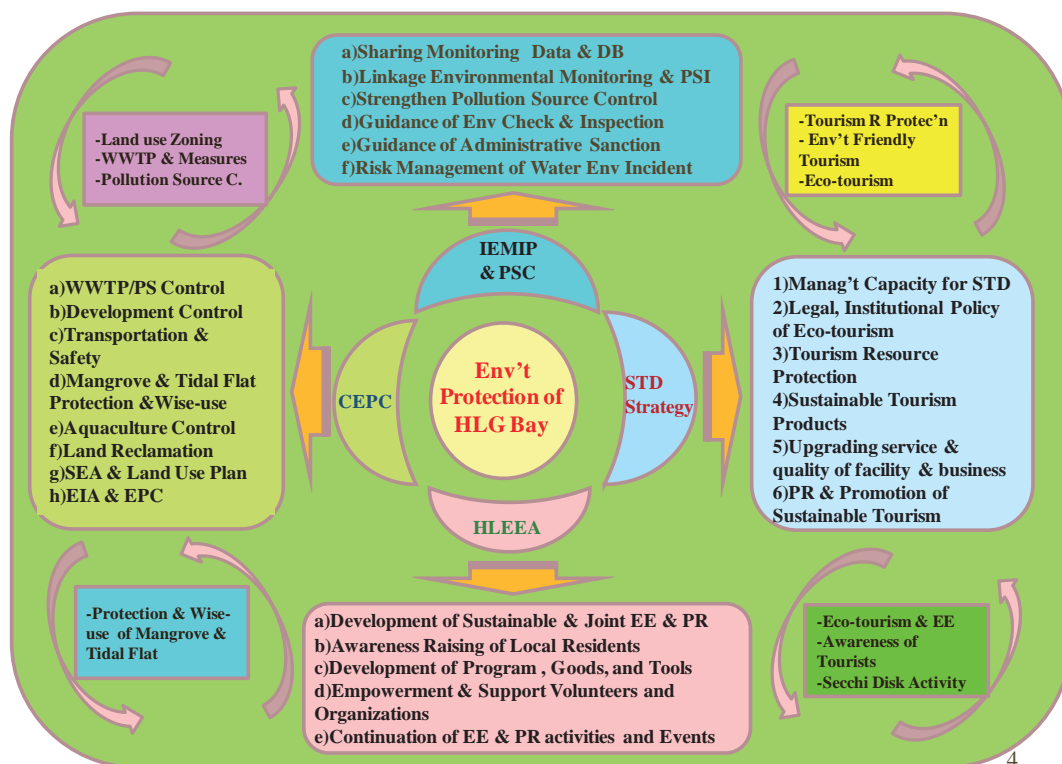 a)Sharing Monitoring Data & DB
b)Linkage Environmental Monitoring & PSI
c)Strengthen Pollution Source Control
d)Guidance of Env Check & Inspection
e)Guidance of Administrative Sanction
f)Risk Management of Water Env Incident
-Land use Zoning
-WWTP & Measures
-Pollution Source C.
-Tourism R Protec'n
- Env't Friendly
Tourism
-Eco-tourism
IEMIP
& PSC
a)WWTP/PS Control
b)Development Control
c)Transportation &
Safety
d)Mangrove & Tidal Flat
Protection &Wise-use
e)Aquaculture Control
f)Land Reclamation
g)SEA & Land Use Plan
h)EIA & EPC
CEPC
Env't
Protection of
HLG Bay
STD
Strategy
1)Manag't Capacity for STD
2)Legal, Institutional Policy
of Eco-tourism
3)Tourism Resource
Protection
4)Sustainable Tourism
Products
5)Upgrading service &
quality of facility & business
6)PR & Promotion of
Sustainable Tourism
HLEEA
-Protection & Wise-
use of Mangrove &
Tidal Flat
a)Development of Sustainable & Joint EE & PR
b)Awareness Raising of Local Residents
c)Development of Program , Goods, and Tools
d)Empowerment & Support Volunteers and
Organizations
e)Continuation of EE & PR activities and Events
-Eco-tourism & EE
-Awareness of
Tourists
-Secchi Disk Activity
4